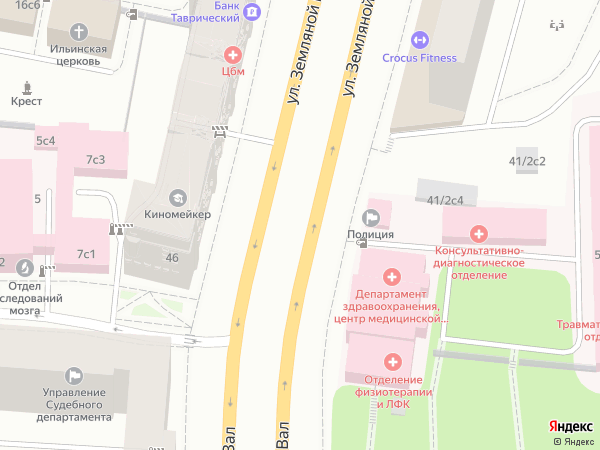 16с6
Банк
Таврический
Ильинская
церковь
Цбм
Crocus Fitness
ул. Земляной
ул. Земляной
Крест
5с4
7с3
41/2с2
5
Киномейкер
41/2с4
Полиция
7с1
46
Консультативно-
диагностическое
отделение
2
Отдел
следований
мозга
Департамент
здравоохранения,
центр медицинской...
5
Травмат
отд
Управление
Судебного
департамента
Отделение
физиотерапии
и ЛФК
Вал
Вал
Яндекс
© Яндекс